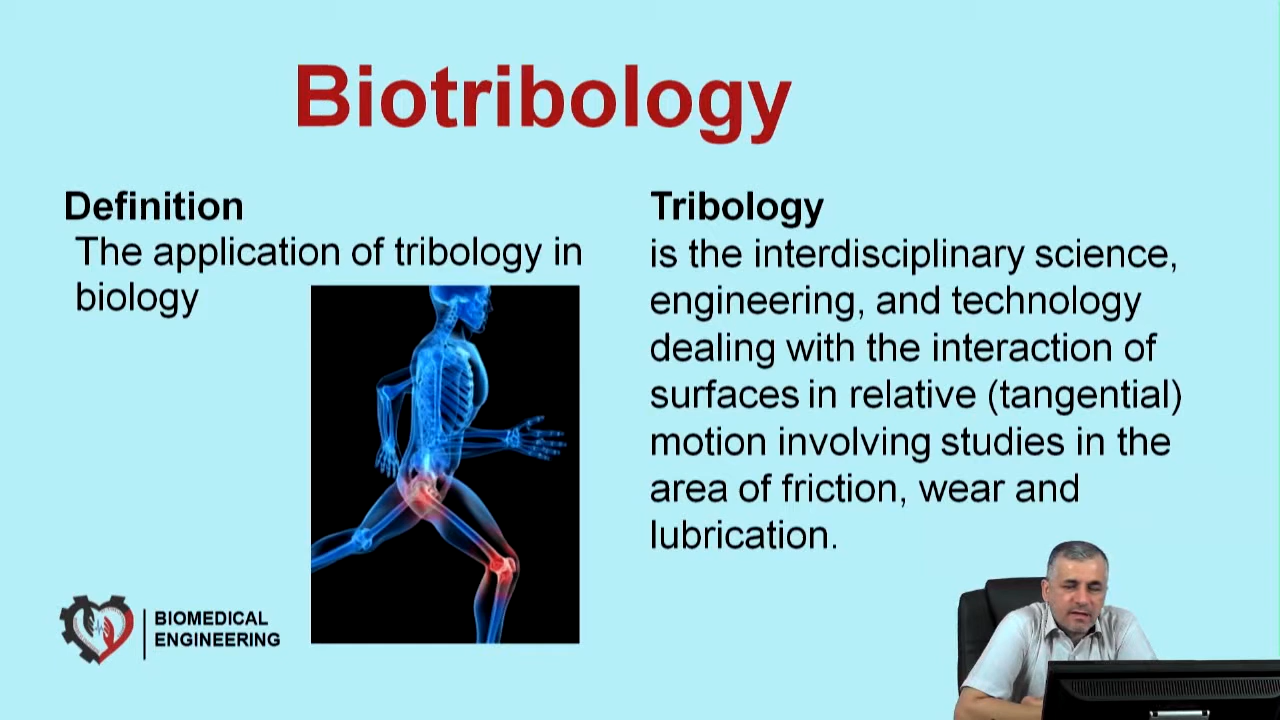 Biotribology
Definition
The application of tribology in
biology
Tribology
is the interdisciplinary science,
engineering, and technology
dealing with the interaction of
surfaces in relative (tangential)
motion involving studies in the
area of friction, wear and
lubrication.
BIOMEDICAL
ENGINEERING